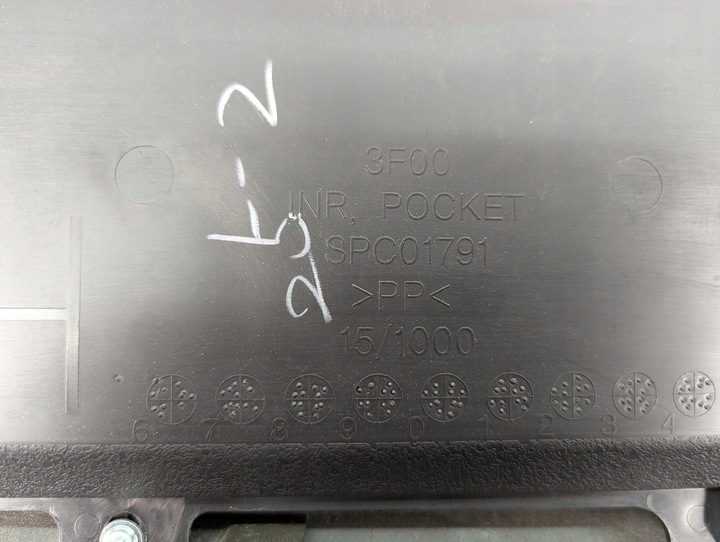 3F00
INR, POCKET
SPC01791
>PP<
15/1000
6 7 8 9 0 1 2 3 4